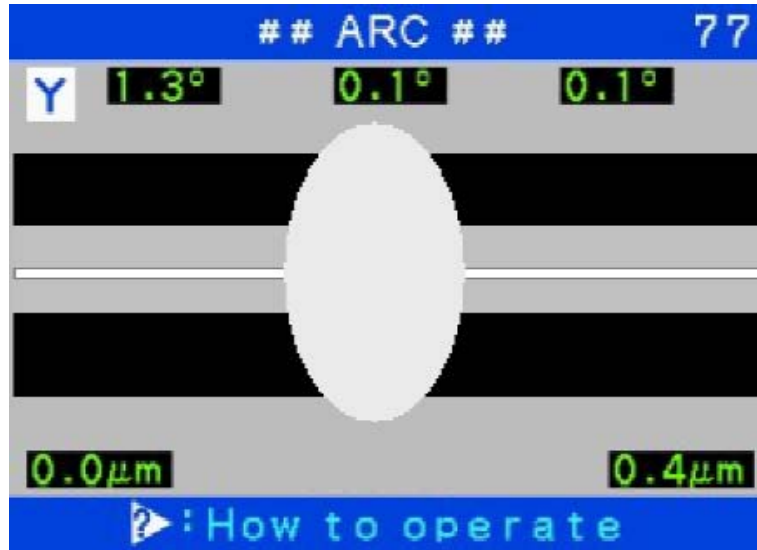 ## ARC ## 77
Y 1.3° 0.1° 0.1°
0.0μm 0.4μm
?:How to operate